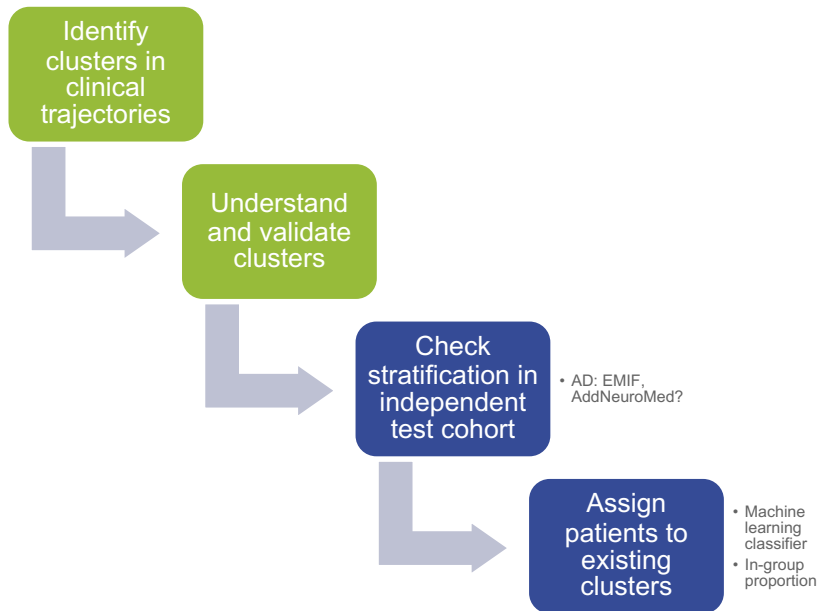 Identify
clusters in
clinical
trajectories
Understand
and validate
clusters
Check
stratification in
independent
test cohort
• AD: EMIF,
AddNeuroMed?
Assign
patients to
existing
clusters
• Machine
learning
classifier
• In-group
proportion